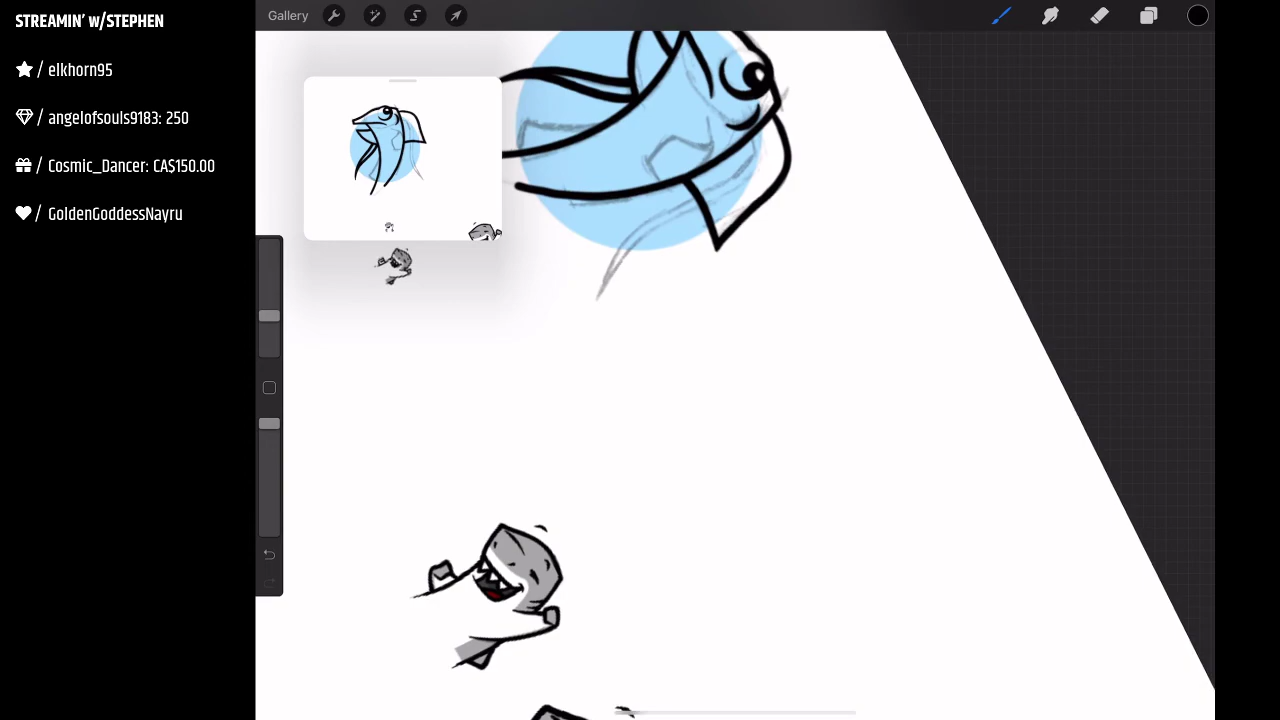 STREAMIN' w/STEPHEN
/ elkhorn95
/ angelofsouls9183: 250
/ Cosmic_Dancer: CA$150.00
/ GoldenGoddessNayru
Gallery